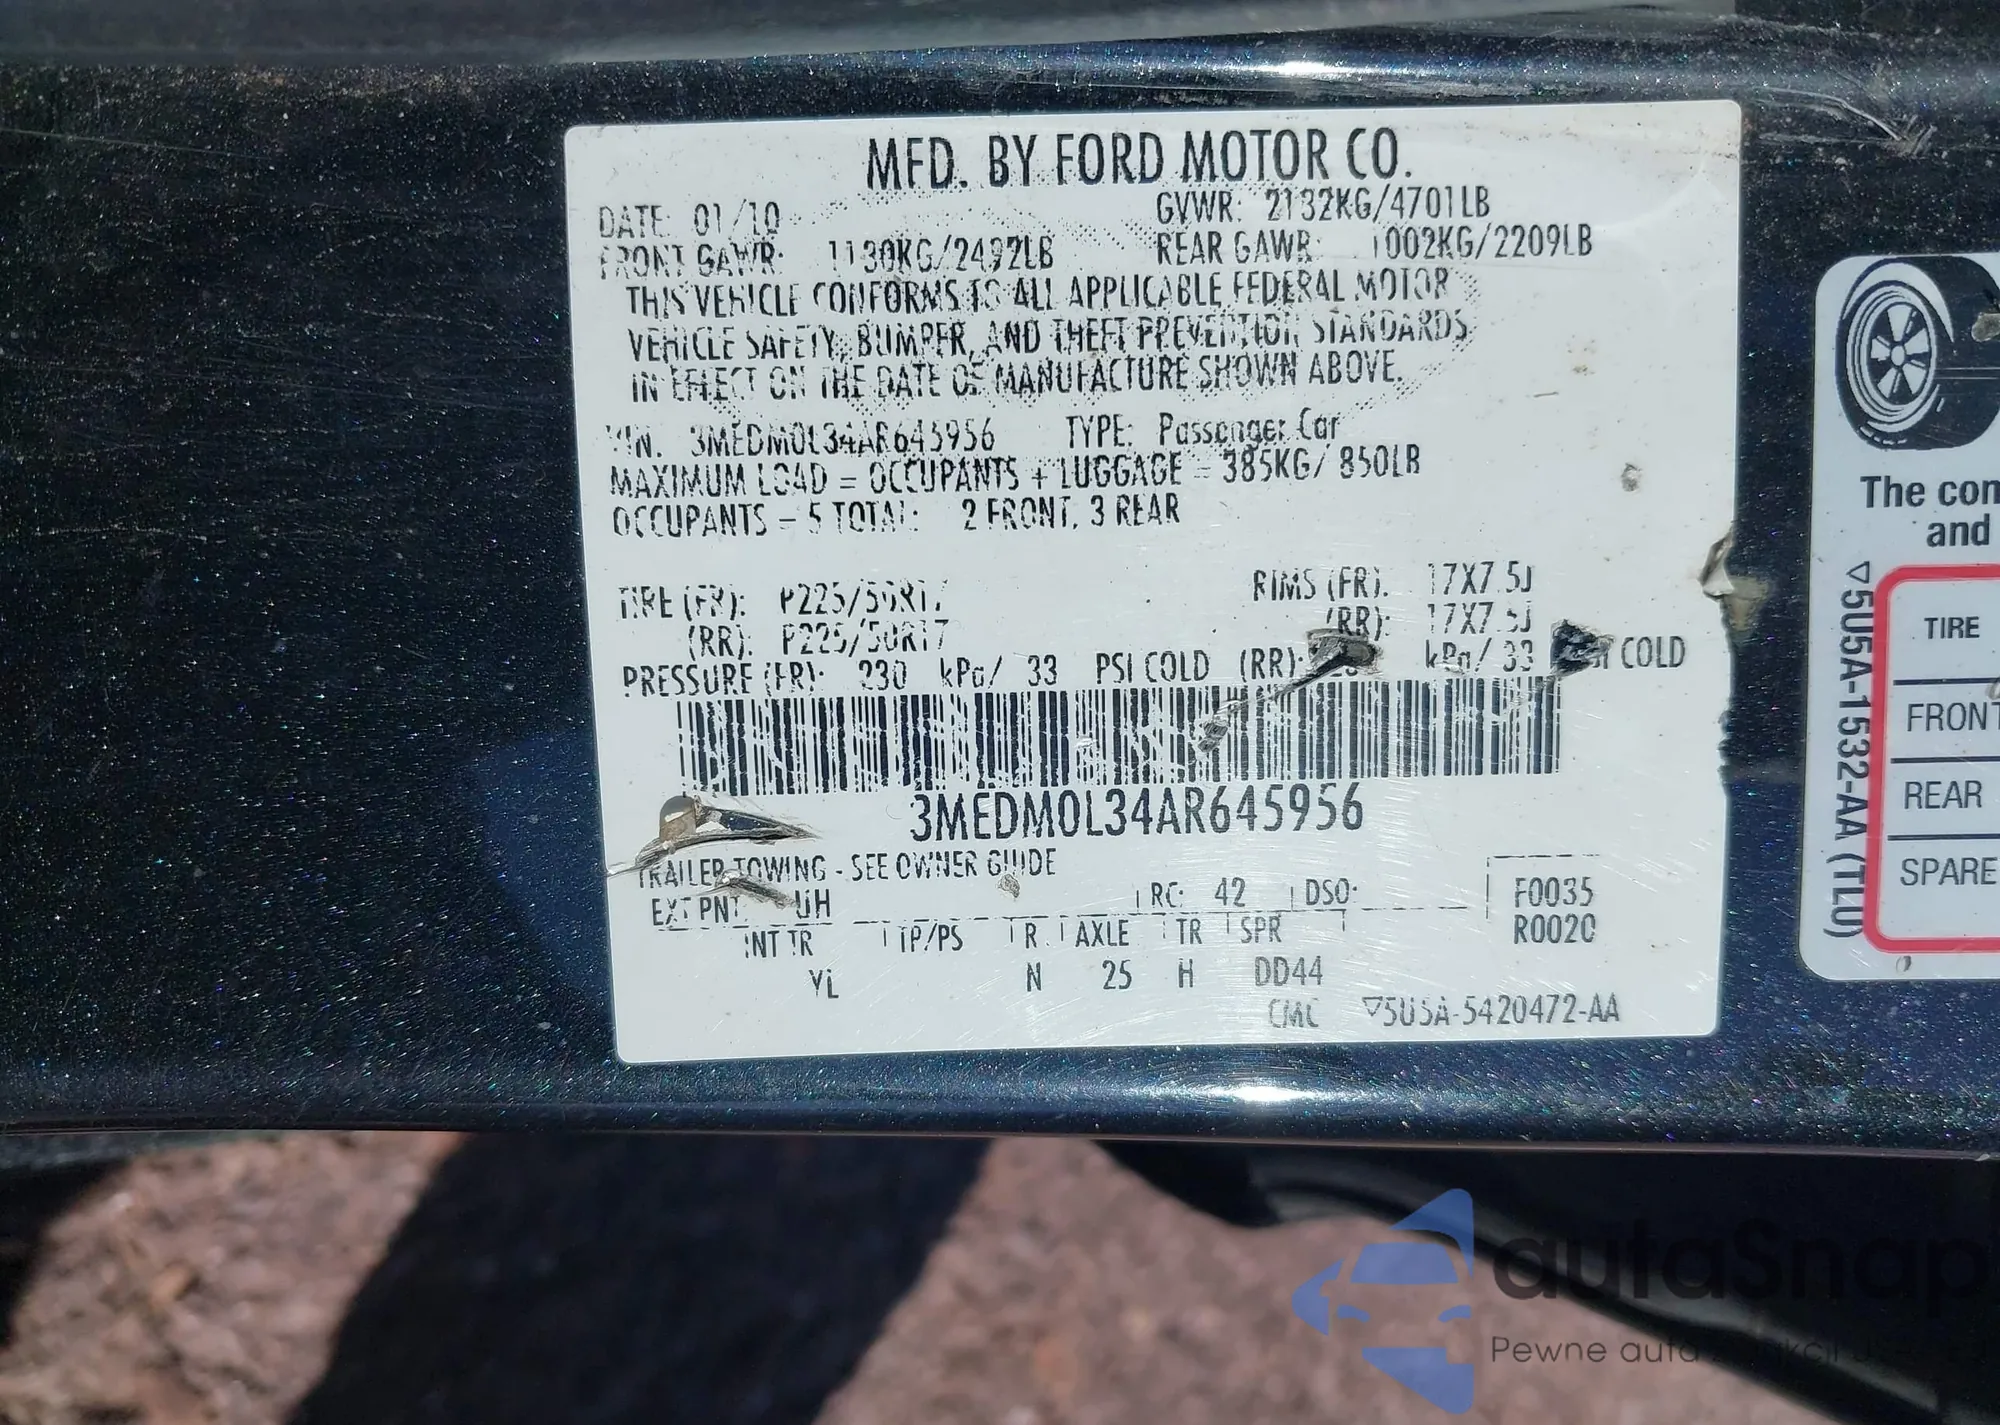 MFD. BY FORD MOTOR CO.
DATE: 01/10 GVWR: 2132KG/4701LB
FRONT GAWR: 1130KG/2492LB REAR GAWR: 1002KG/2209LB
THIS VEHICLE CONFORMS TO ALL APPLICABLE FEDERAL MOTOR
VEHICLE SAFETY, BUMPER, AND THEFT PREVENTION STANDARDS
IN EFFECT ON THE DATE OF MANUFACTURE SHOWN ABOVE.
VIN: 3MEDM0L34AR645956 TYPE: Passenger Car
MAXIMUM LOAD = OCCUPANTS + LUGGAGE = 385KG/ 850LB
OCCUPANTS - 5 TOTAL: 2 FRONT, 3 REAR
TIRE (FR): P225/50R17 RIMS (FR): 17X7.5J
(RR): P225/50R17 (RR): 17X7.5J
PRESSURE (FR): 230 kPa/ 33 PSI COLD (RR): kPa/ 33 COLD
3MEDM0L34AR645956
TRAILER TOWING - SEE OWNER GUIDE
EXT PNT: UH RC: 42 DSO: F0035
R0020
INT TR TP/PS R AXLE TR SPR
YL N 25 H DD44
CMC ▽5U5A-5420472-AA
The con
and
▽5U5A-1532-AA (TLU)
TIRE
FRONT
REAR
SPARE
autaSnap
Pewne auta